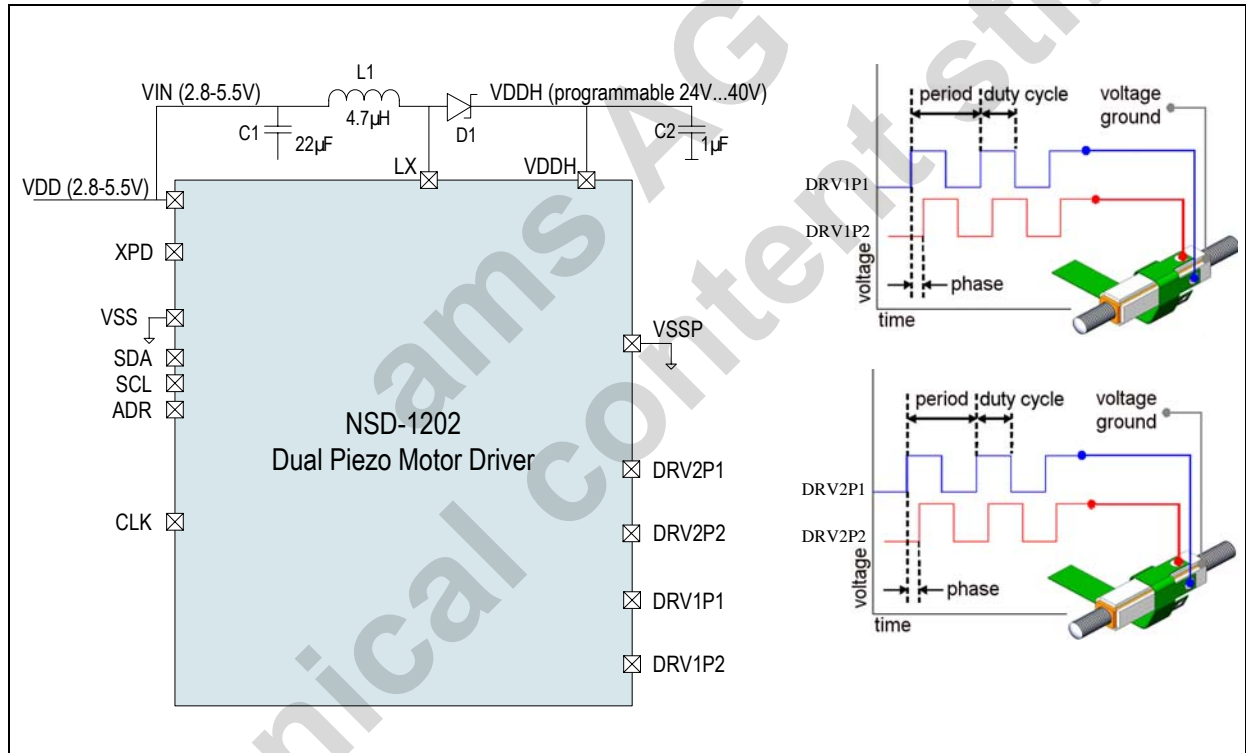 L1
VIN (2.8-5.5V)
VDDH (programmable 24V...40V)
4.7µH
D1
C1
22µF
C2
1µF
LX
VDDH
VDD (2.8-5.5V)
XPD
VSS
SDA
SCL
ADR
CLK
NSD-1202
Dual Piezo Motor Driver
VSSP
DRV2P1
DRV2P2
DRV1P1
DRV1P2
period
duty cycle
voltage
ground
DRV1P1
DRV1P2
voltage
phase
time
period
duty cycle
voltage
ground
DRV2P1
DRV2P2
voltage
phase
time
ams AG
nical content sti